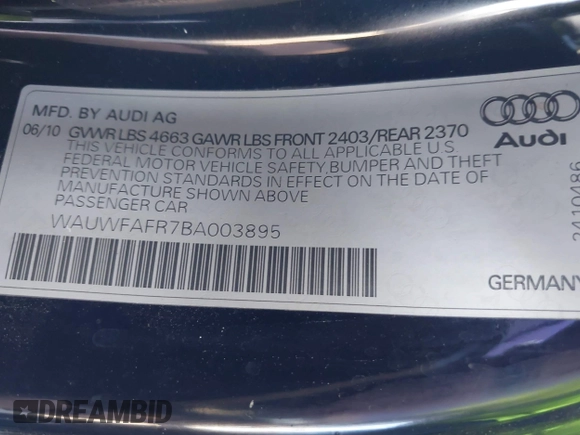 MFD. BY AUDI AG
06/10 GVWR LBS 4663 GAWR LBS FRONT 2403/REAR 2370
THIS VEHICLE CONFORMS TO ALL APPLICABLE U.S.
FEDERAL MOTOR VEHICLE SAFETY, BUMPER AND THEFT
PREVENTION STANDARDS IN EFFECT ON THE DATE OF
MANUFACTURE SHOWN ABOVE
PASSENGER CAR
WAUWFAFR7BA003895
Audi
2410486
GERMANY
DREAMBID